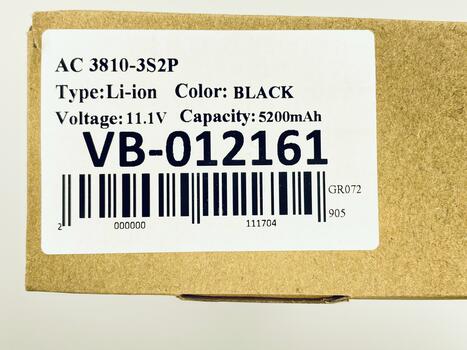 AC 3810-3S2P
Type:Li-ion Color: BLACK
Voltage: 11.1V Capacity: 5200mAh
VB-012161
GR072
905
2 000000 111704